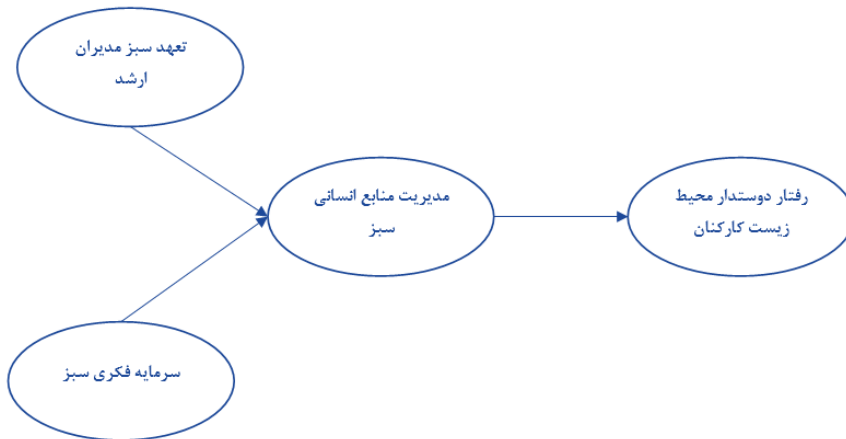 تعهد سبز مدیران
ارشد
مدیریت منابع انسانی
سبز
رفتار دوستدار محیط
زیست کارکنان
سرمایه فکری سبز